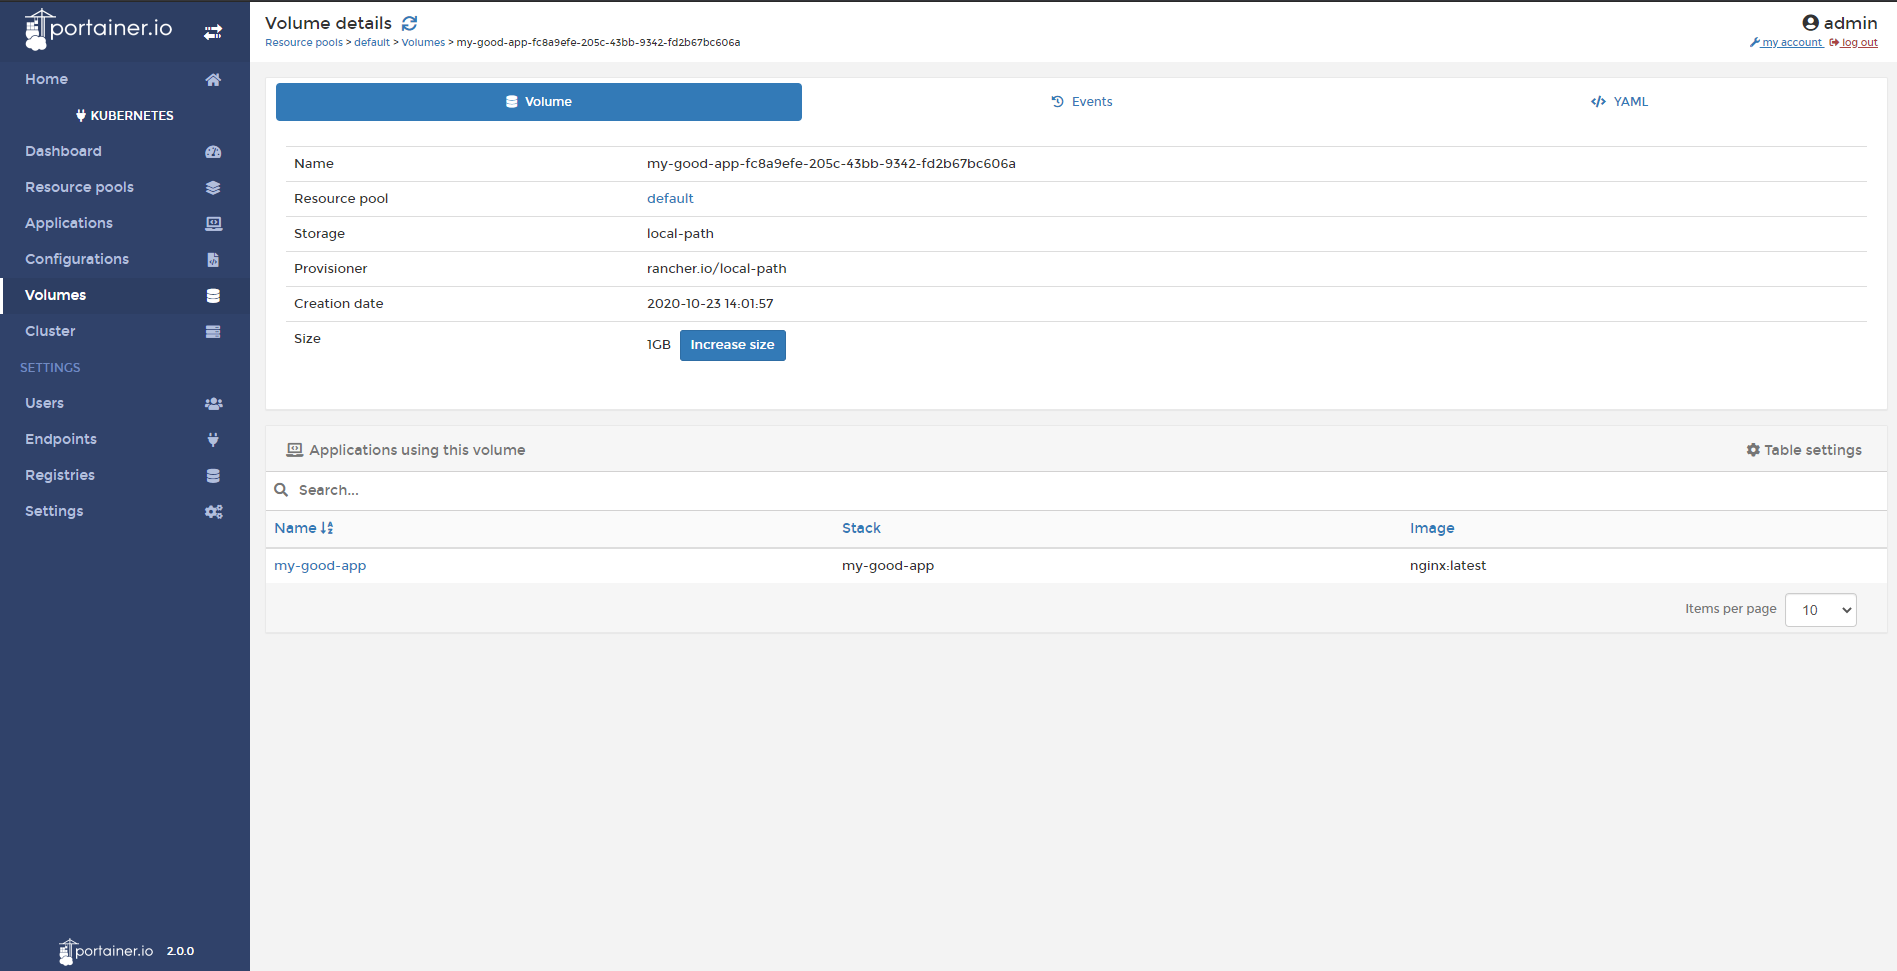 portainer.io
Home
KUBERNETES
Dashboard
Resource pools
Applications
Configurations
Volumes
Cluster
SETTINGS
Users
Endpoints
Registries
Settings
portainer.io 2.0.0
Volume details
Resource pools > default > Volumes > my-good-app-fc8a9efe-205c-43bb-9342-fd2b67bc606a
admin
my account log out
Volume Events YAML
Name my-good-app-fc8a9efe-205c-43bb-9342-fd2b67bc606a
Resource pool default
Storage local-path
Provisioner rancher.io/local-path
Creation date 2020-10-23 14:01:57
Size 1GB Increase size
Applications using this volume Table settings
Search...
Name Stack Image
my-good-app my-good-app nginx:latest
Items per page 10